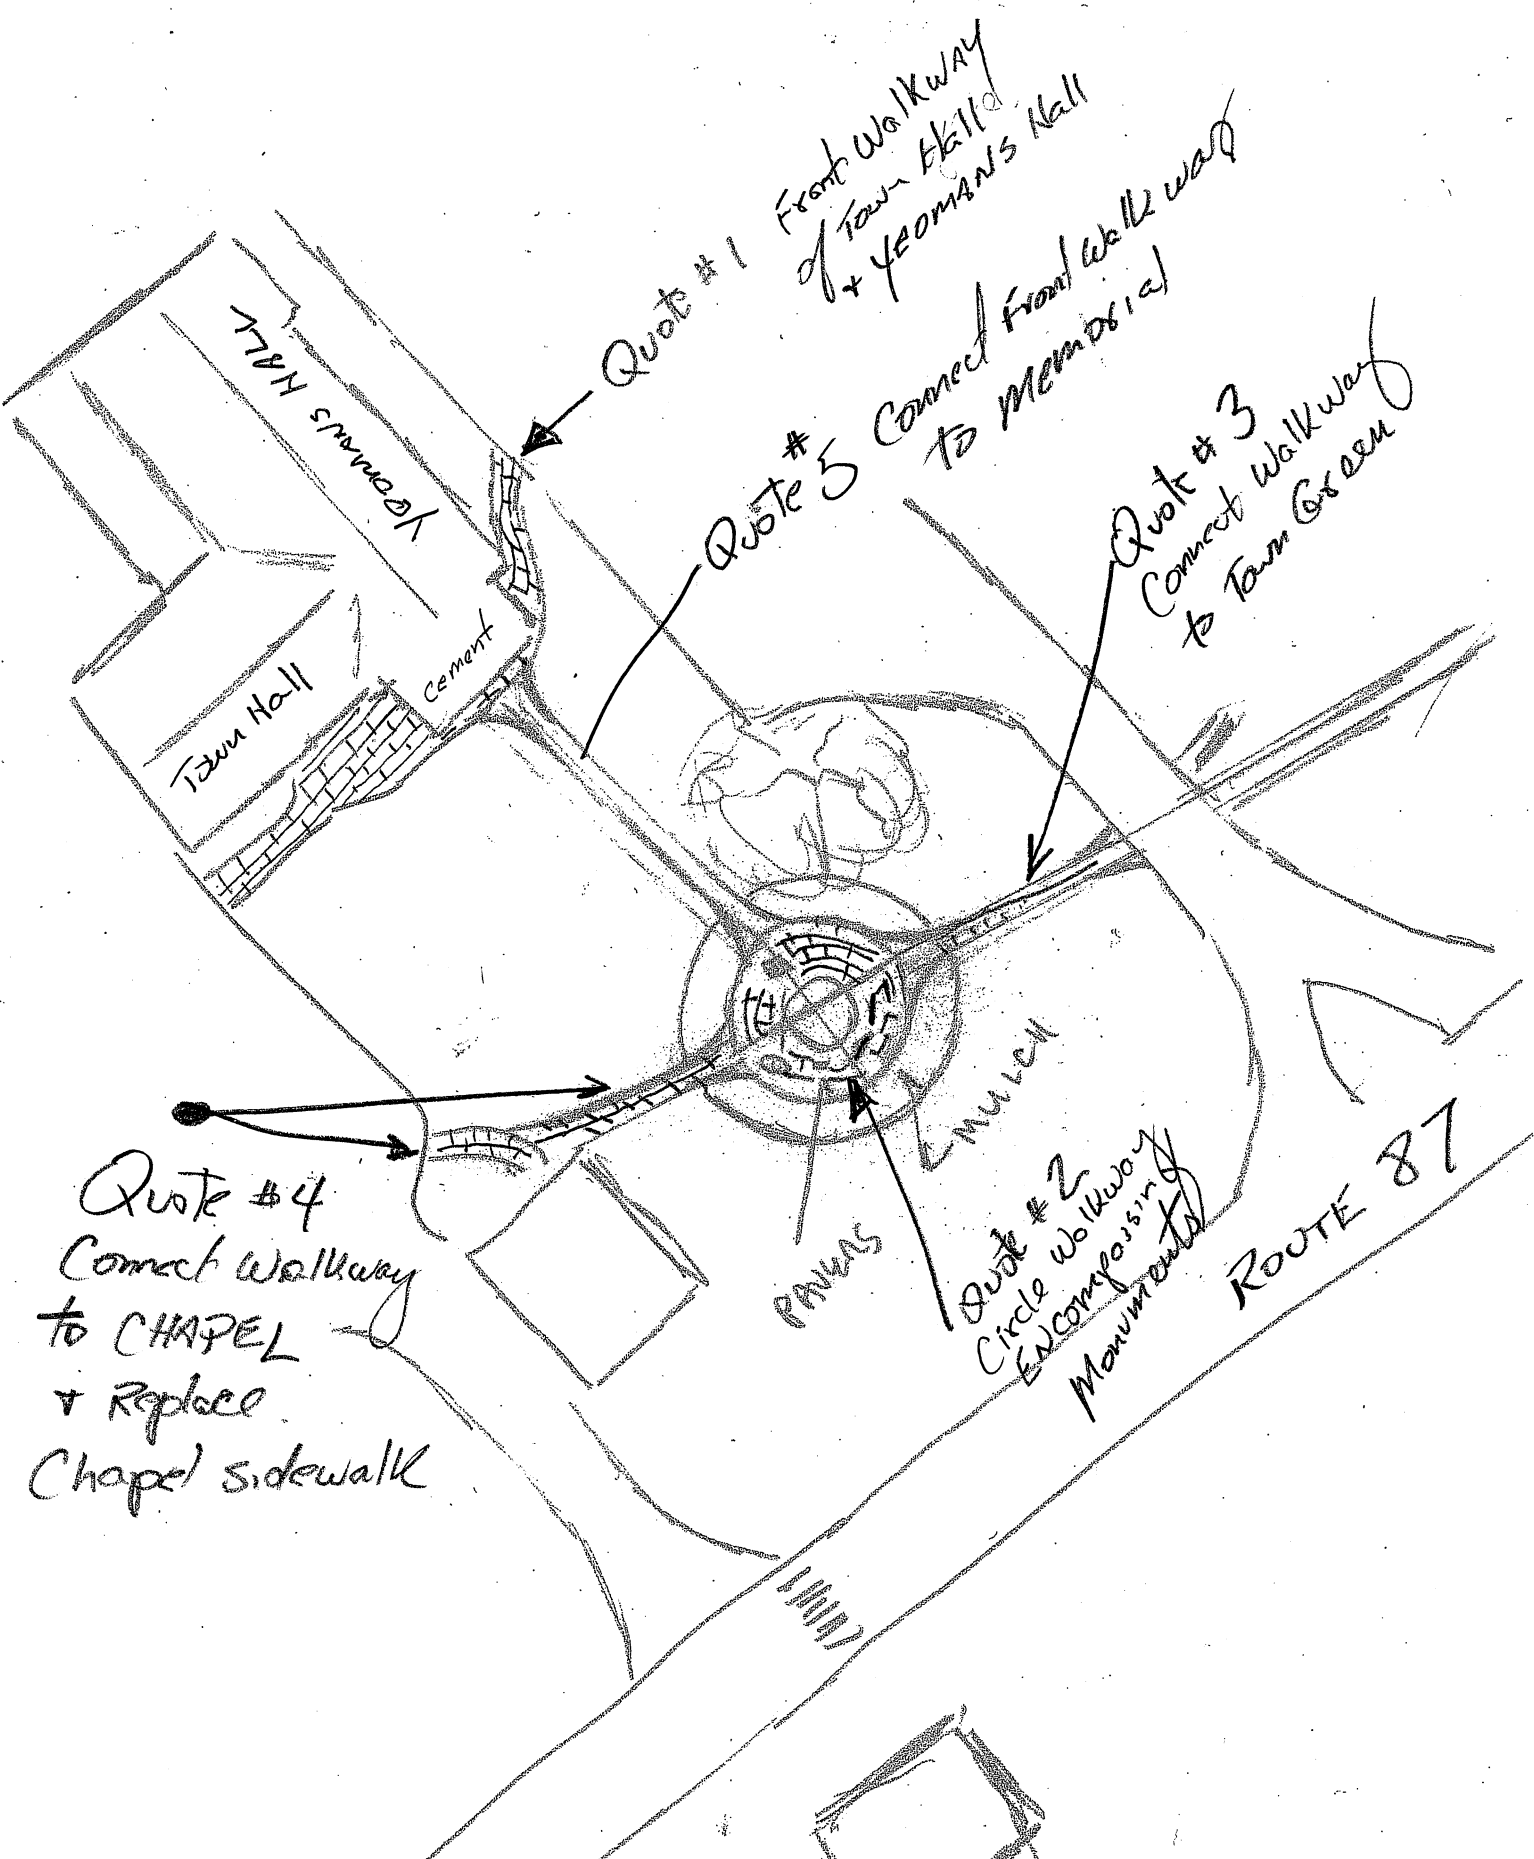 Quote #1 Front Walkway
of Town Hall
+ YEOMANS Hall
Quote #5 Connect Front Walkway
to Memorial
Quote #3
Connect Walkway
to Town Green
YEOMANS HALL
Cement
Town Hall
MULCH
PAVERS
Quote #2
Circle Walkway
ENCompassing
Monuments
ROUTE 87
Quote #4
Connect Walkway
to CHAPEL
+ Replace
Chapel sidewalk